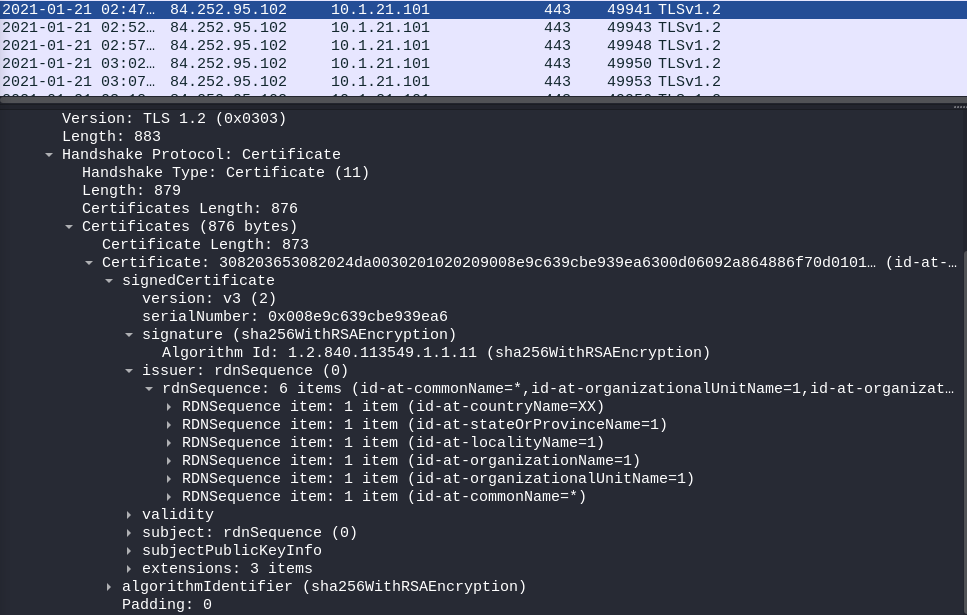 2021-01-21 02:47… 84.252.95.102 10.1.21.101 443 49941 TLSv1.2
2021-01-21 02:52… 84.252.95.102 10.1.21.101 443 49943 TLSv1.2
2021-01-21 02:57… 84.252.95.102 10.1.21.101 443 49948 TLSv1.2
2021-01-21 03:02… 84.252.95.102 10.1.21.101 443 49950 TLSv1.2
2021-01-21 03:07… 84.252.95.102 10.1.21.101 443 49953 TLSv1.2
Version: TLS 1.2 (0x0303)
Length: 883
Handshake Protocol: Certificate
Handshake Type: Certificate (11)
Length: 879
Certificates Length: 876
Certificates (876 bytes)
Certificate Length: 873
Certificate: 308203653082024da0030201020209008e9c639cbe939ea6300d06092a864886f70d0101… (id-at-…
signedCertificate
version: v3 (2)
serialNumber: 0x008e9c639cbe939ea6
signature (sha256WithRSAEncryption)
Algorithm Id: 1.2.840.113549.1.1.11 (sha256WithRSAEncryption)
issuer: rdnSequence (0)
rdnSequence: 6 items (id-at-commonName=*,id-at-organizationalUnitName=1,id-at-organizat…
RDNSequence item: 1 item (id-at-countryName=XX)
RDNSequence item: 1 item (id-at-stateOrProvinceName=1)
RDNSequence item: 1 item (id-at-localityName=1)
RDNSequence item: 1 item (id-at-organizationName=1)
RDNSequence item: 1 item (id-at-organizationalUnitName=1)
RDNSequence item: 1 item (id-at-commonName=*)
validity
subject: rdnSequence (0)
subjectPublicKeyInfo
extensions: 3 items
algorithmIdentifier (sha256WithRSAEncryption)
Padding: 0